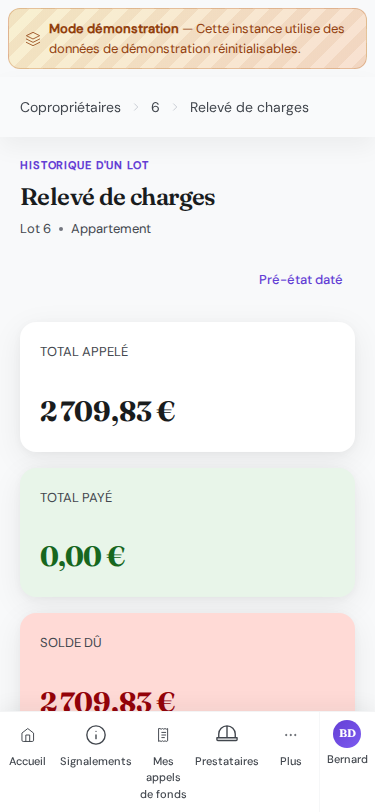 Mode démonstration — Cette instance utilise des
données de démonstration réinitialisables.
Copropriétaires > 6 > Relevé de charges
HISTORIQUE D'UN LOT
Relevé de charges
Lot 6 • Appartement
Pré-état daté
TOTAL APPELÉ
2 709,83 €
TOTAL PAYÉ
0,00 €
SOLDE DÛ
2 709,83 €
Accueil
Signalements
Mes
appels
de fonds
Prestataires
Plus
BD
Bernard